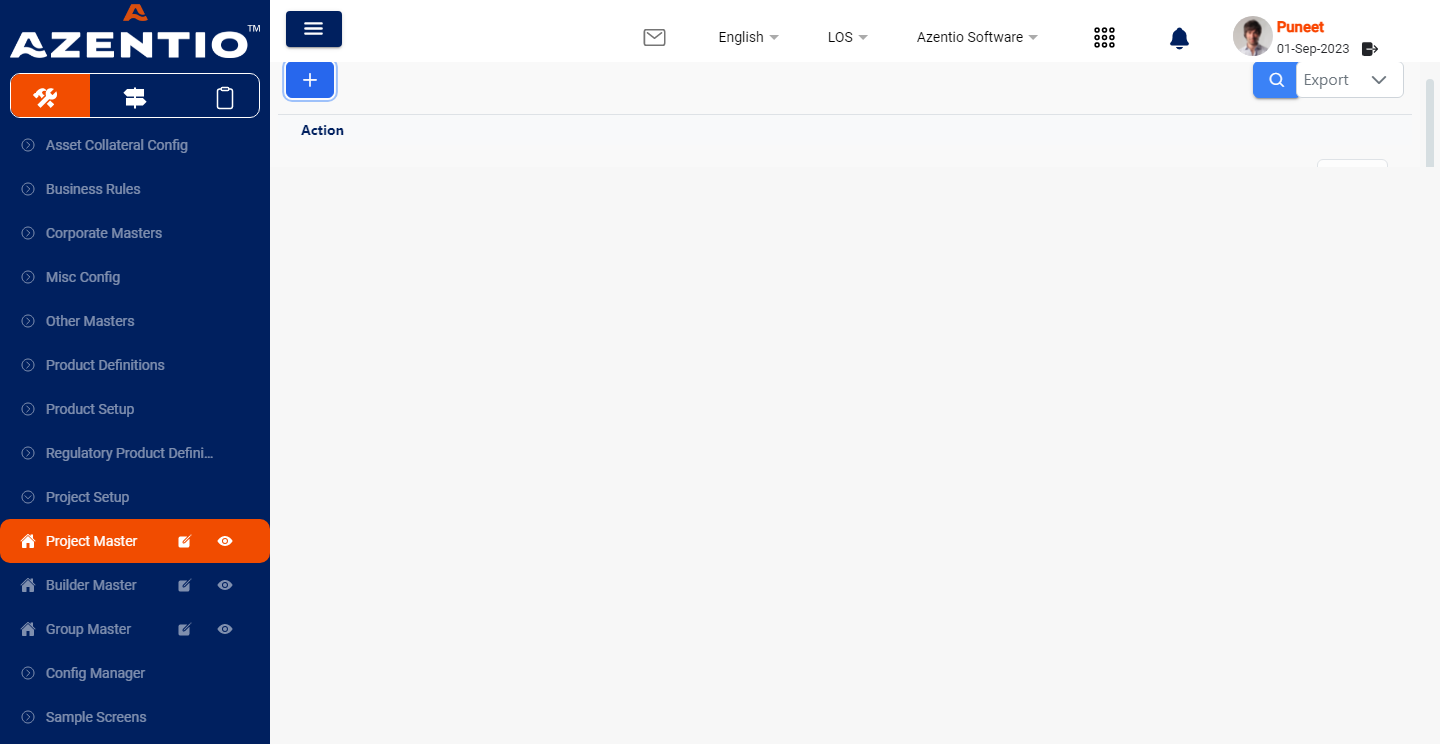 AZENTIO™
English
LOS
Azentio Software
Puneet
01-Sep-2023
Export
Action
Asset Collateral Config
Business Rules
Corporate Masters
Misc Config
Other Masters
Product Definitions
Product Setup
Regulatory Product Defini...
Project Setup
Project Master
Builder Master
Group Master
Config Manager
Sample Screens